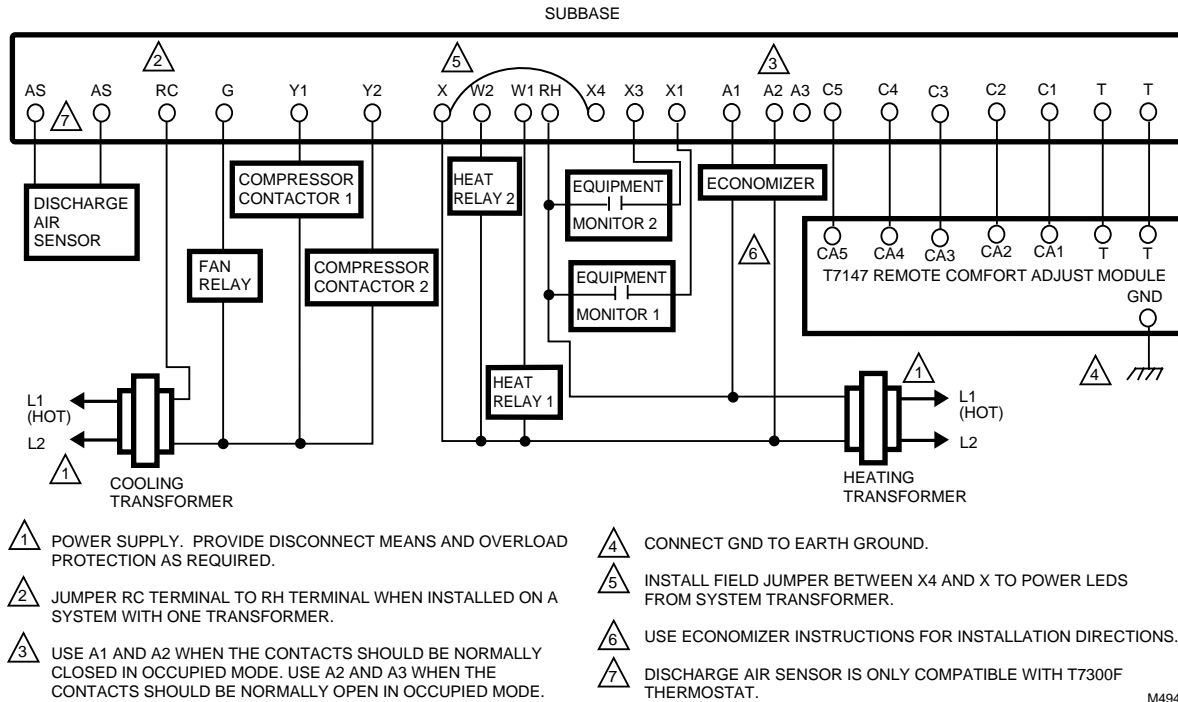 SUBBASE
2
5
3
AS
AS
RC
G
Y1
Y2
X
W2
W1
RH
X4
X3
X1
A1
A2
A3
C5
C4
C3
C2
C1
T
T
7
DISCHARGE
AIR
SENSOR
FAN
RELAY
COMPRESSOR
CONTACTOR 1
COMPRESSOR
CONTACTOR 2
HEAT
RELAY 2
HEAT
RELAY 1
EQUIPMENT
MONITOR 2
EQUIPMENT
MONITOR 1
ECONOMIZER
6
CA5
CA4
CA3
CA2
CA1
T
T
T7147 REMOTE COMFORT ADJUST MODULE
GND
4
L1
(HOT)
L2
1
COOLING
TRANSFORMER
1
L1
(HOT)
L2
HEATING
TRANSFORMER
1 POWER SUPPLY. PROVIDE DISCONNECT MEANS AND OVERLOAD
PROTECTION AS REQUIRED.
2 JUMPER RC TERMINAL TO RH TERMINAL WHEN INSTALLED ON A
SYSTEM WITH ONE TRANSFORMER.
3 USE A1 AND A2 WHEN THE CONTACTS SHOULD BE NORMALLY
CLOSED IN OCCUPIED MODE. USE A2 AND A3 WHEN THE
CONTACTS SHOULD BE NORMALLY OPEN IN OCCUPIED MODE.
4 CONNECT GND TO EARTH GROUND.
5 INSTALL FIELD JUMPER BETWEEN X4 AND X TO POWER LEDS
FROM SYSTEM TRANSFORMER.
6 USE ECONOMIZER INSTRUCTIONS FOR INSTALLATION DIRECTIONS.
7 DISCHARGE AIR SENSOR IS ONLY COMPATIBLE WITH T7300F
THERMOSTAT.
M494